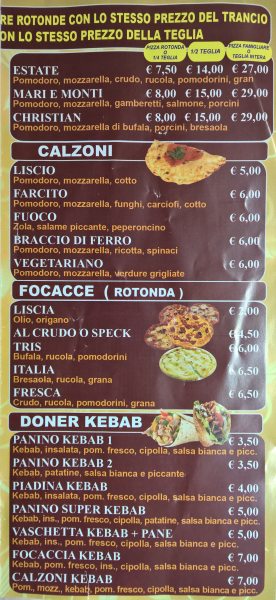 RE ROTONDE CON LO STESSO PREZZO DEL TRANCIO
ON LO STESSO PREZZO DELLA TEGLIA
PIZZA ROTONDA O 1/4 TEGLIA
1/2 TEGLIA
PIZZA FAMIGLIARE O TEGLIA INTERA
ESTATE € 7,50 € 14,00 € 27,00
Pomodoro, mozzarella, crudo, rucola, pomodorini, gran
MARI E MONTI € 8,00 € 15,00 € 29,00
Pomodoro, mozzarella, gamberetti, salmone, porcini
CHRISTIAN € 8,00 € 15,00 € 29,00
Pomodoro, mozzarella di bufala, porcini, bresaola
CALZONI
LISCIO € 5,00
Pomodoro, mozzarella, cotto
FARCITO € 6,00
Pomodoro, mozzarella, funghi, carciofi, cotto
FUOCO € 6,00
Zola, salame piccante, peperoncino
BRACCIO DI FERRO € 6,00
Pomodoro, mozzarella, ricotta, spinaci
VEGETARIANO € 6,00
Pomodoro, mozzarella, verdure grigliate
FOCACCE ( ROTONDA )
LISCIA € ,00
Olio, origano
AL CRUDO O SPECK € 4,50
TRIS € 6,00
Bufala, rucola, pomodorini
ITALIA € 6,50
Bresaola, rucola, grana
FRESCA € 6,50
Crudo, rucola, pomodorini, grana
DONER KEBAB
PANINO KEBAB 1 € 3,50
Kebab, insalata, pom. fresco, cipolla, salsa bianca e picc.
PANINO KEBAB 2 € 3,50
Kebab, patatine, salsa bianca e piccante
PIADINA KEBAB € 4,00
Kebab, insalata, pom. fresco, cipolla, salsa bianca e picc.
PANINO SUPER KEBAB € 5,00
Kebab, ins., pom. fresco, cipolla, patatine, salsa bianca e picc.
VASCHETTA KEBAB + PANE € 5,00
Kebab, ins., pom. fresco, cipolla, salsa bianca e picc.
FOCACCIA KEBAB € 7,00
Kebab, pom. fresco, ins., cipolla, salsa bianca e picc.
CALZONI KEBAB € 7,00
Pom., mozz., kebab, pom. fresco, cipolla, salsa bianca e picc.